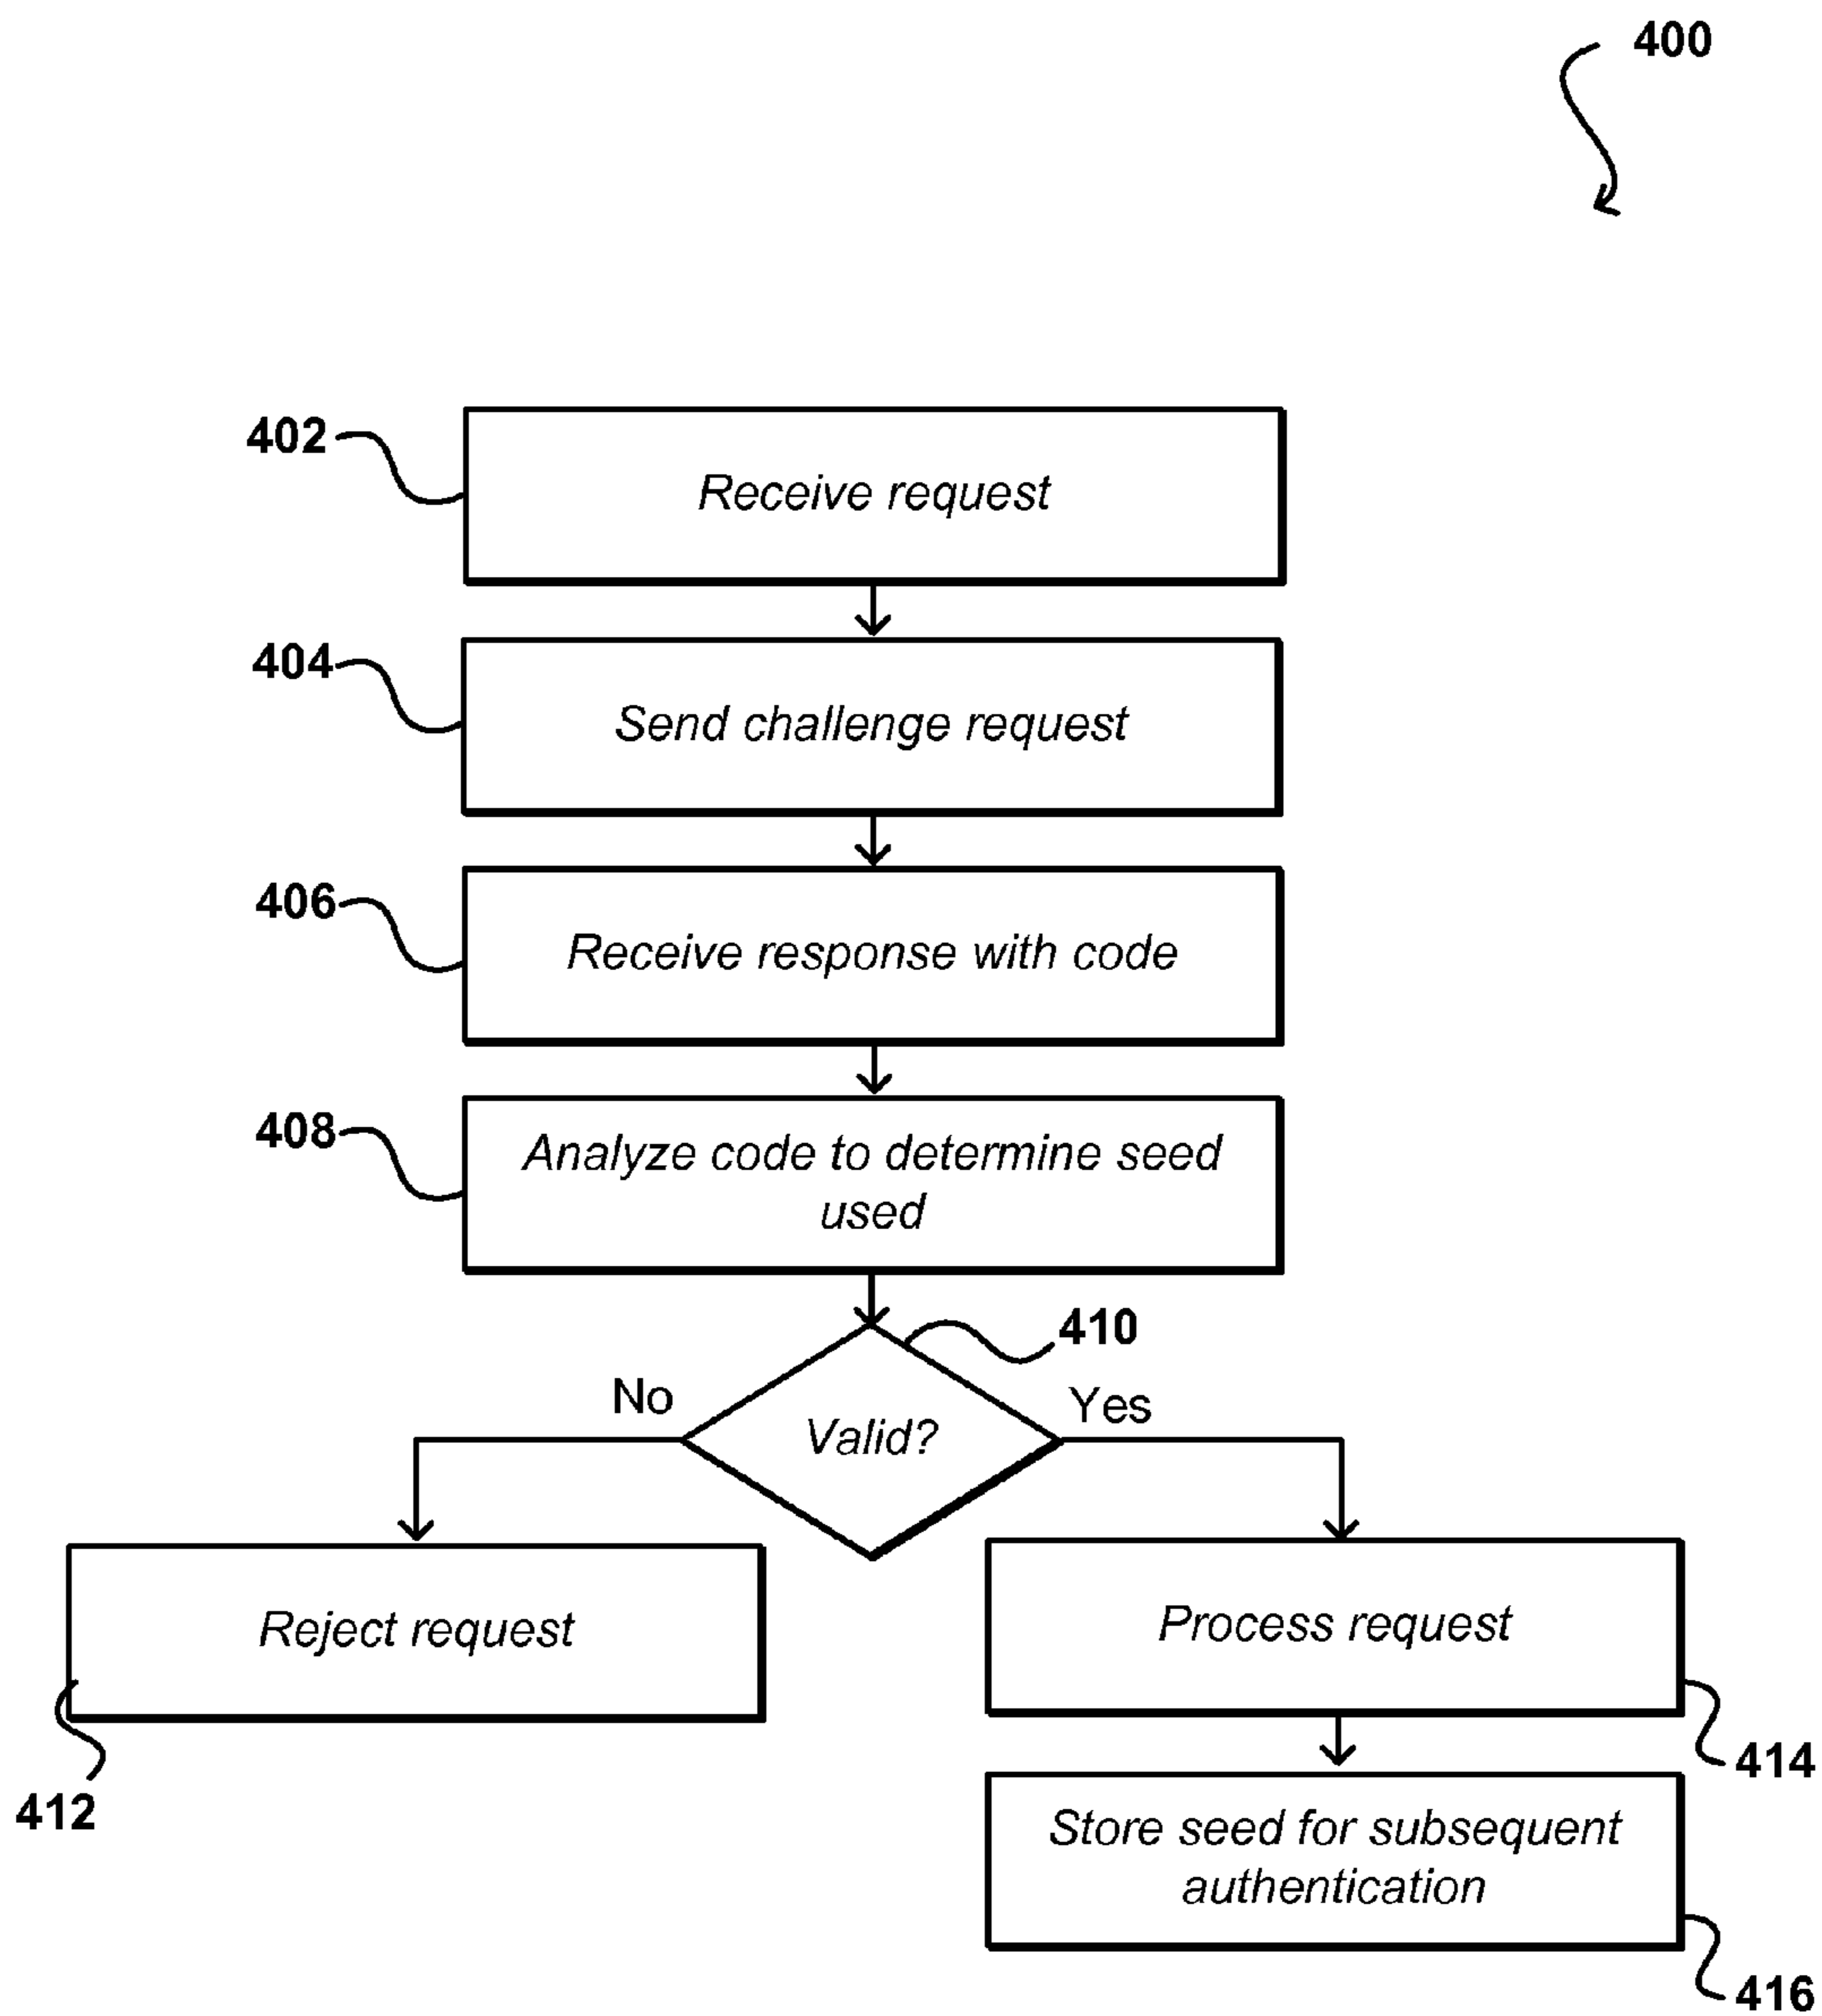 400
402
Receive request
404
Send challenge request
406
Receive response with code
408
Analyze code to determine seed
used
410
No
Yes
Valid?
Reject request
Process request
412
414
Store seed for subsequent
authentication
416